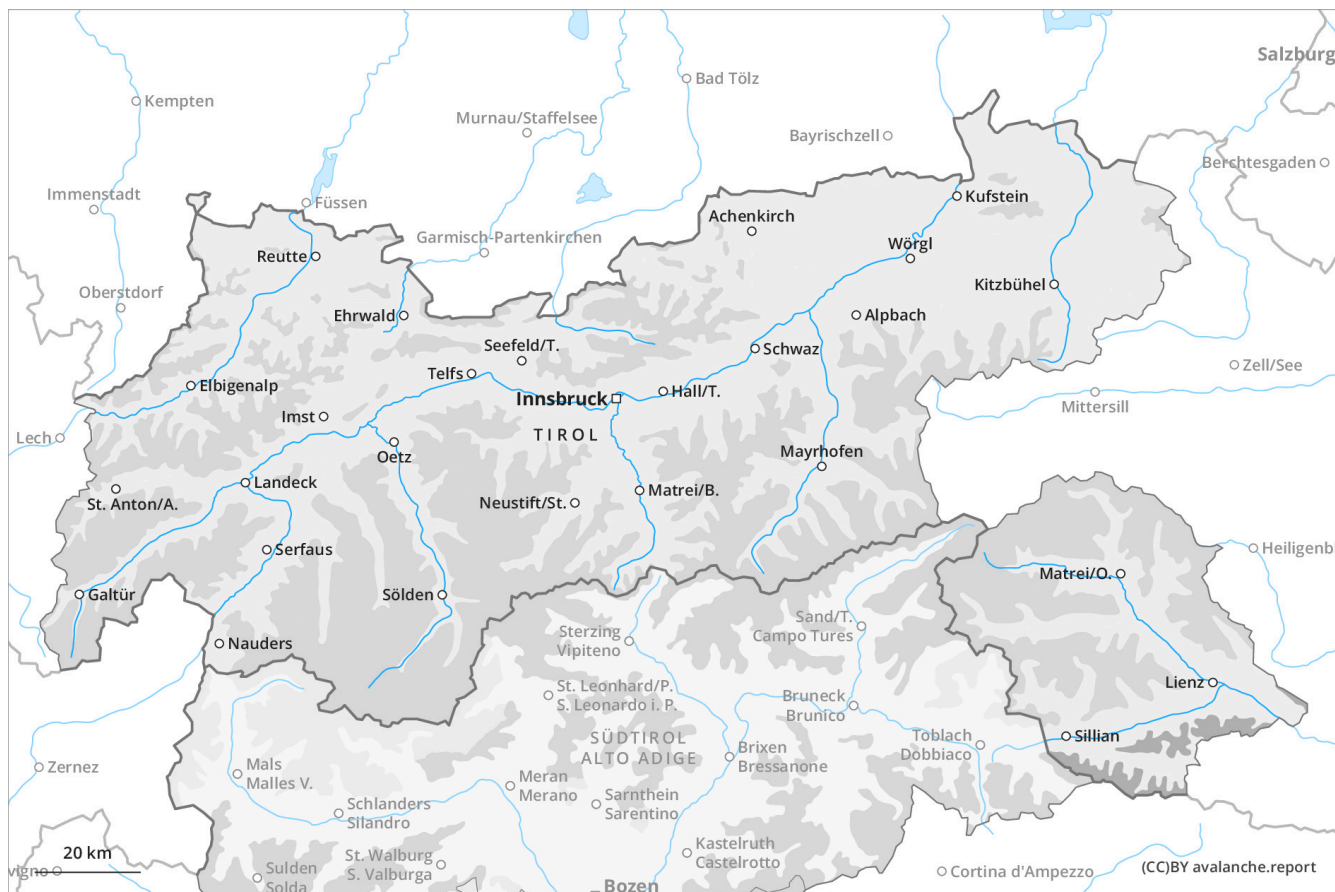 Salzburg
Kempten
Bad Tölz
Murnau/Staffelsee
Bayrischzell
Berchtesgaden
Immenstadt
Füssen
Kufstein
Achenkirch
Garmisch-Partenkirchen
Wörgl
Reutte
Kitzbühel
Oberstdorf
Ehrwald
Alpbach
Seefeld/T.
Schwaz
Zell/See
Telfs
Elbigenalp
Hall/T.
Innsbruck
Mittersill
Imst
Lech
TIROL
Oetz
Mayrhofen
Landeck
St. Anton/A.
Neustift/St.
Matrei/B.
Serfaus
Heiligenb
Matrei/O.
Galtür
Sölden
Sand/T.
Campo Tures
Sterzing
Vipiteno
Nauders
Lienz
St. Leonhard/P.
S. Leonardo i. P.
Bruneck
Brunico
SÜDTIROL
ALTO ADIGE
Toblach
Dobbiaco
Sillian
Brixen
Bressanone
Zernez
Mals
Malles V.
Meran
Merano
Sarnthein
Sarentino
Schlanders
Silandro
Kastelruth
Castelrotto
20 km
St. Walburg
S. Valburga
vigno
Sulden
Solda
Cortina d'Ampezzo
(CC)BY avalanche.report
Bozen